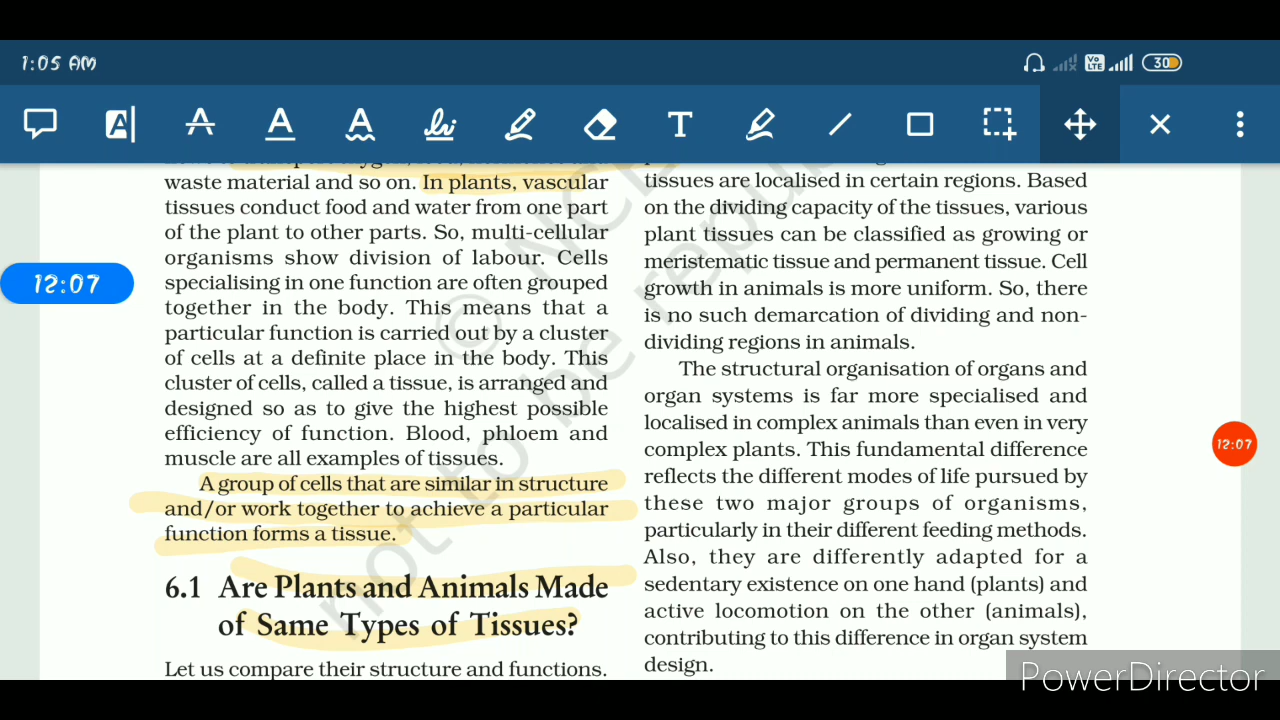 1:05 AM
Vo LTE
30
12:07
waste material and so on. In plants, vascular
tissues conduct food and water from one part
of the plant to other parts. So, multi-cellular
organisms show division of labour. Cells
specialising in one function are often grouped
together in the body. This means that a
particular function is carried out by a cluster
of cells at a definite place in the body. This
cluster of cells, called a tissue, is arranged and
designed so as to give the highest possible
efficiency of function. Blood, phloem and
muscle are all examples of tissues.
A group of cells that are similar in structure
and/or work together to achieve a particular
function forms a tissue.
6.1 Are Plants and Animals Made
of Same Types of Tissues?
Let us compare their structure and functions.
tissues are localised in certain regions. Based
on the dividing capacity of the tissues, various
plant tissues can be classified as growing or
meristematic tissue and permanent tissue. Cell
growth in animals is more uniform. So, there
is no such demarcation of dividing and non-
dividing regions in animals.
The structural organisation of organs and
organ systems is far more specialised and
localised in complex animals than even in very
complex plants. This fundamental difference
reflects the different modes of life pursued by
these two major groups of organisms,
particularly in their different feeding methods.
Also, they are differently adapted for a
sedentary existence on one hand (plants) and
active locomotion on the other (animals),
contributing to this difference in organ system
design.
12:07
not to be
PowerDirector